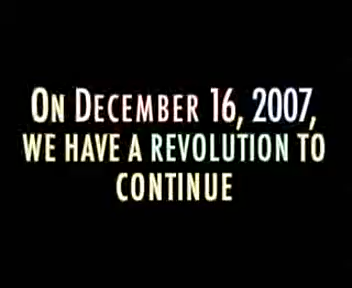 ON DECEMBER 16, 2007,
WE HAVE A REVOLUTION TO
CONTINUE